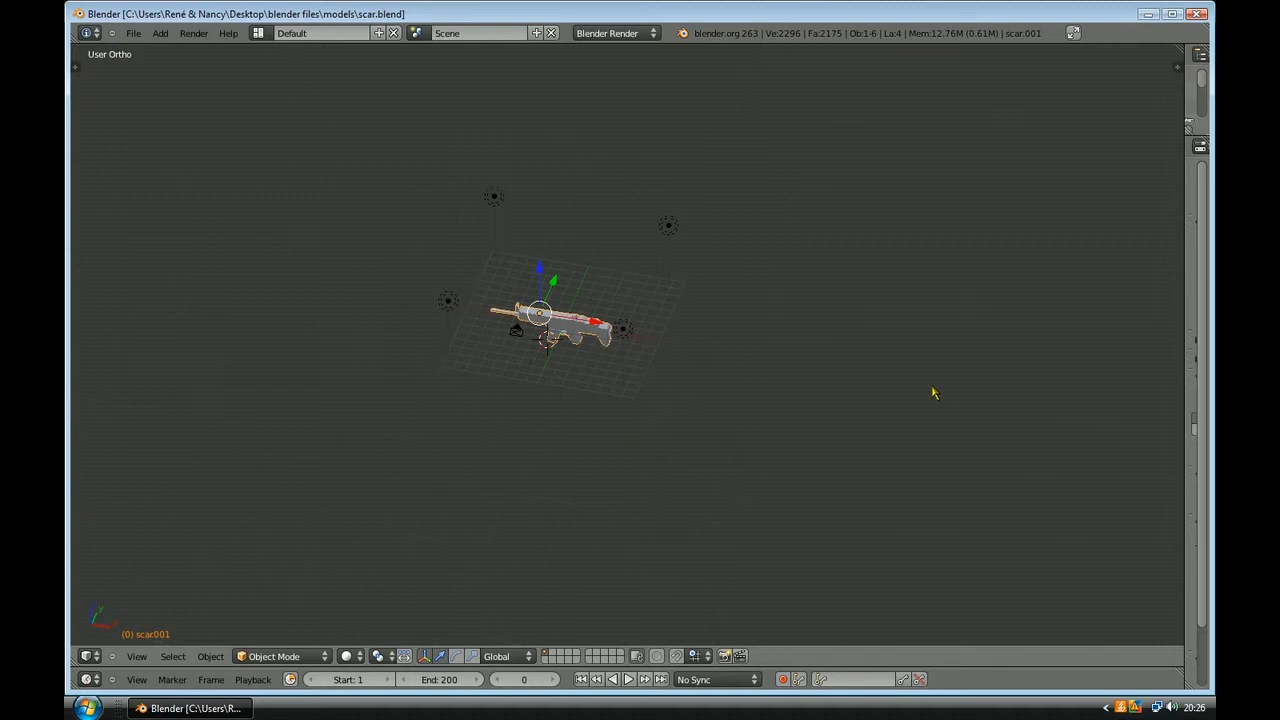 Blender [C:\Users\René & Nancy\Desktop\blender files\models\scar.blend]
File Add Render Help Default Scene Blender Render blender.org 263 | Ve:2296 | Fa:2175 | Ob:1-6 | La:4 | Mem:12.76M (0.61M) | scar.001
User Ortho
y
(0) scar.001
View Select Object Object Mode Global
View Marker Frame Playback Start: 1 End: 200 0 No Sync
Blender [C:\Users\R... 20:26